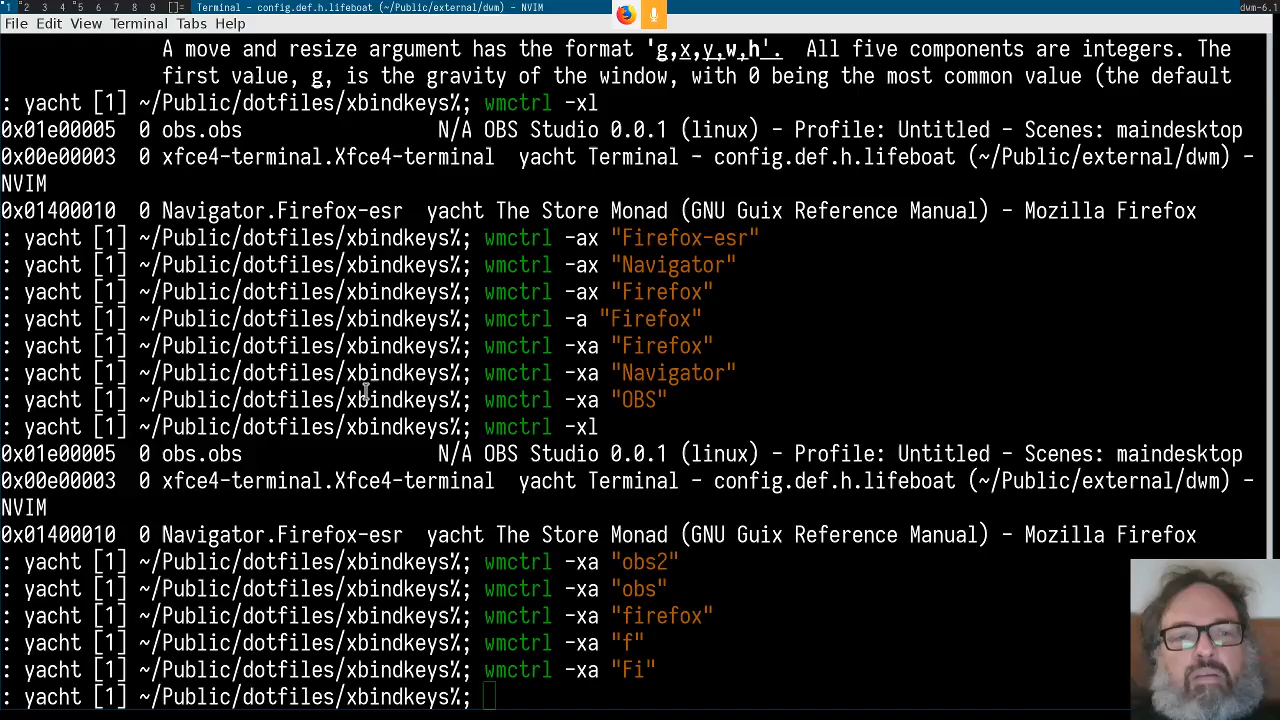 1 2 3 4 5 6 7 8 9 []= Terminal - config.def.h.lifeboat (~/Public/external/dwm) - NVIM dwm-6.1
File Edit View Terminal Tabs Help
A move and resize argument has the format 'g,x,y,w,h'. All five components are integers. The
first value, g, is the gravity of the window, with 0 being the most common value (the default
: yacht [1] ~/Public/dotfiles/xbindkeys%; wmctrl -xl
0x01e00005 0 obs.obs N/A OBS Studio 0.0.1 (linux) - Profile: Untitled - Scenes: maindesktop
0x00e00003 0 xfce4-terminal.Xfce4-terminal yacht Terminal - config.def.h.lifeboat (~/Public/external/dwm) -
NVIM
0x01400010 0 Navigator.Firefox-esr yacht The Store Monad (GNU Guix Reference Manual) - Mozilla Firefox
: yacht [1] ~/Public/dotfiles/xbindkeys%; wmctrl -ax "Firefox-esr"
: yacht [1] ~/Public/dotfiles/xbindkeys%; wmctrl -ax "Navigator"
: yacht [1] ~/Public/dotfiles/xbindkeys%; wmctrl -ax "Firefox"
: yacht [1] ~/Public/dotfiles/xbindkeys%; wmctrl -a "Firefox"
: yacht [1] ~/Public/dotfiles/xbindkeys%; wmctrl -xa "Firefox"
: yacht [1] ~/Public/dotfiles/xbindkeys%; wmctrl -xa "Navigator"
: yacht [1] ~/Public/dotfiles/xbindkeys%; wmctrl -xa "OBS"
: yacht [1] ~/Public/dotfiles/xbindkeys%; wmctrl -xl
0x01e00005 0 obs.obs N/A OBS Studio 0.0.1 (linux) - Profile: Untitled - Scenes: maindesktop
0x00e00003 0 xfce4-terminal.Xfce4-terminal yacht Terminal - config.def.h.lifeboat (~/Public/external/dwm) -
NVIM
0x01400010 0 Navigator.Firefox-esr yacht The Store Monad (GNU Guix Reference Manual) - Mozilla Firefox
: yacht [1] ~/Public/dotfiles/xbindkeys%; wmctrl -xa "obs2"
: yacht [1] ~/Public/dotfiles/xbindkeys%; wmctrl -xa "obs"
: yacht [1] ~/Public/dotfiles/xbindkeys%; wmctrl -xa "firefox"
: yacht [1] ~/Public/dotfiles/xbindkeys%; wmctrl -xa "f"
: yacht [1] ~/Public/dotfiles/xbindkeys%; wmctrl -xa "Fi"
: yacht [1] ~/Public/dotfiles/xbindkeys%;